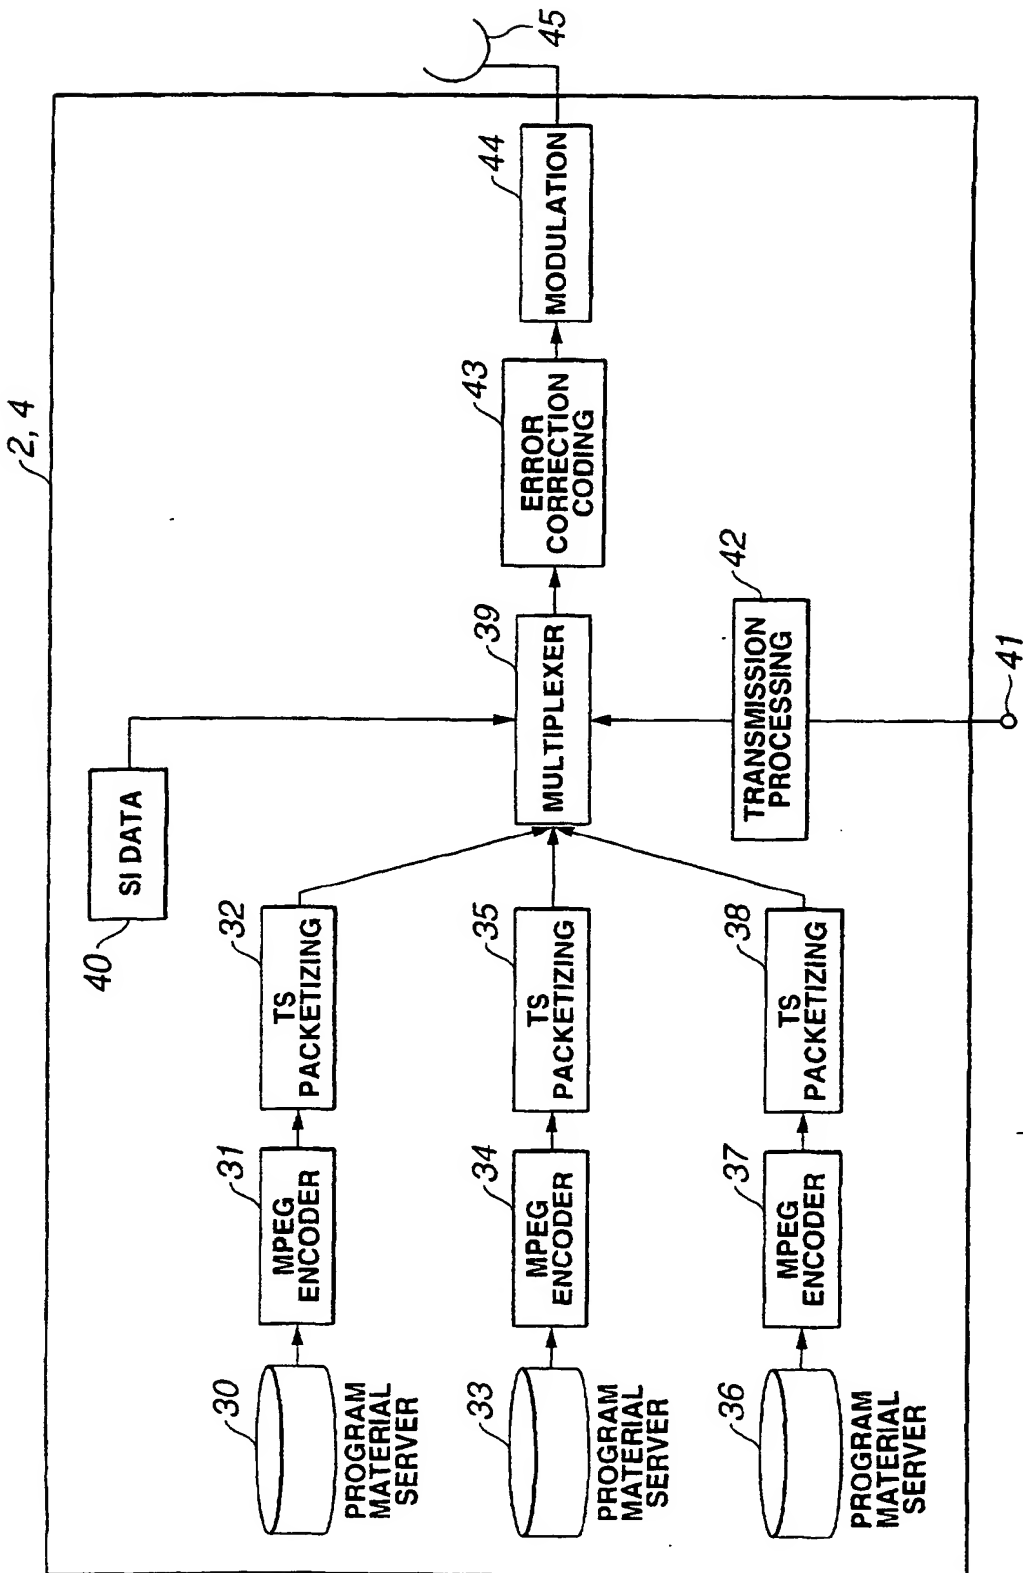 2, 4
40
SI DATA
30
PROGRAM
MATERIAL
SERVER
31
MPEG
ENCODER
32
TS
PACKETIZING
33
PROGRAM
MATERIAL
SERVER
34
MPEG
ENCODER
35
TS
PACKETIZING
36
PROGRAM
MATERIAL
SERVER
37
MPEG
ENCODER
38
TS
PACKETIZING
39
MULTIPLEXER
42
TRANSMISSION
PROCESSING
41
43
ERROR
CORRECTION
CODING
44
MODULATION
45